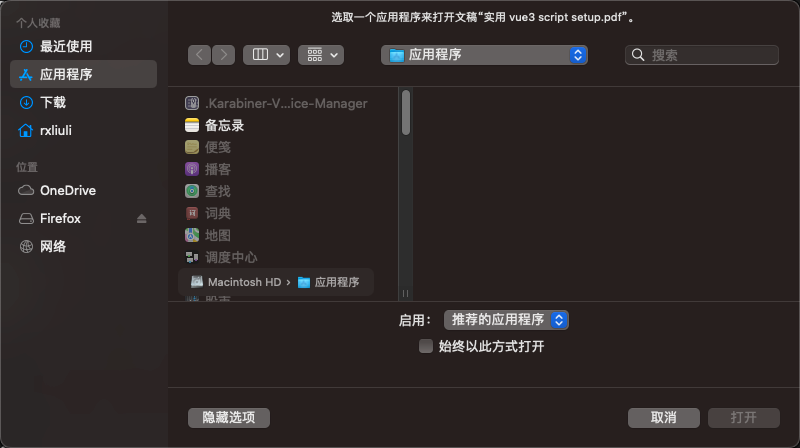 选取一个应用程序来打开文稿“实用 vue3 script setup.pdf”。
个人收藏
最近使用
应用程序
下载
rxliuli
位置
OneDrive
Firefox
网络
应用程序
搜索
.Karabiner-V...ice-Manager
备忘录
便笺
播客
查找
词典
地图
调度中心
Macintosh HD › 应用程序
启用：
推荐的应用程序
始终以此方式打开
隐藏选项
取消
打开